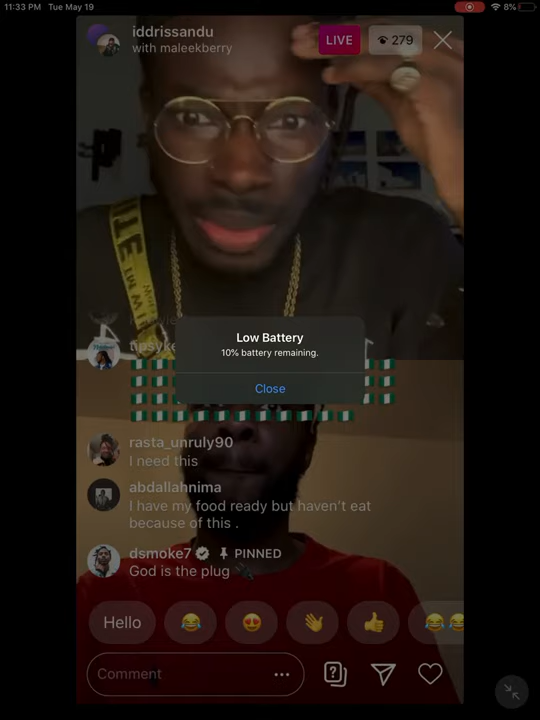 11:33 PM Tue May 19
8%
iddrissandu
with maleekberry
LIVE
279
Low Battery
10% battery remaining.
Close
rasta_unruly90
I need this
abdallahnima
I have my food ready but haven't eat
because of this .
dsmoke7 PINNED
God is the plug
Hello
Comment